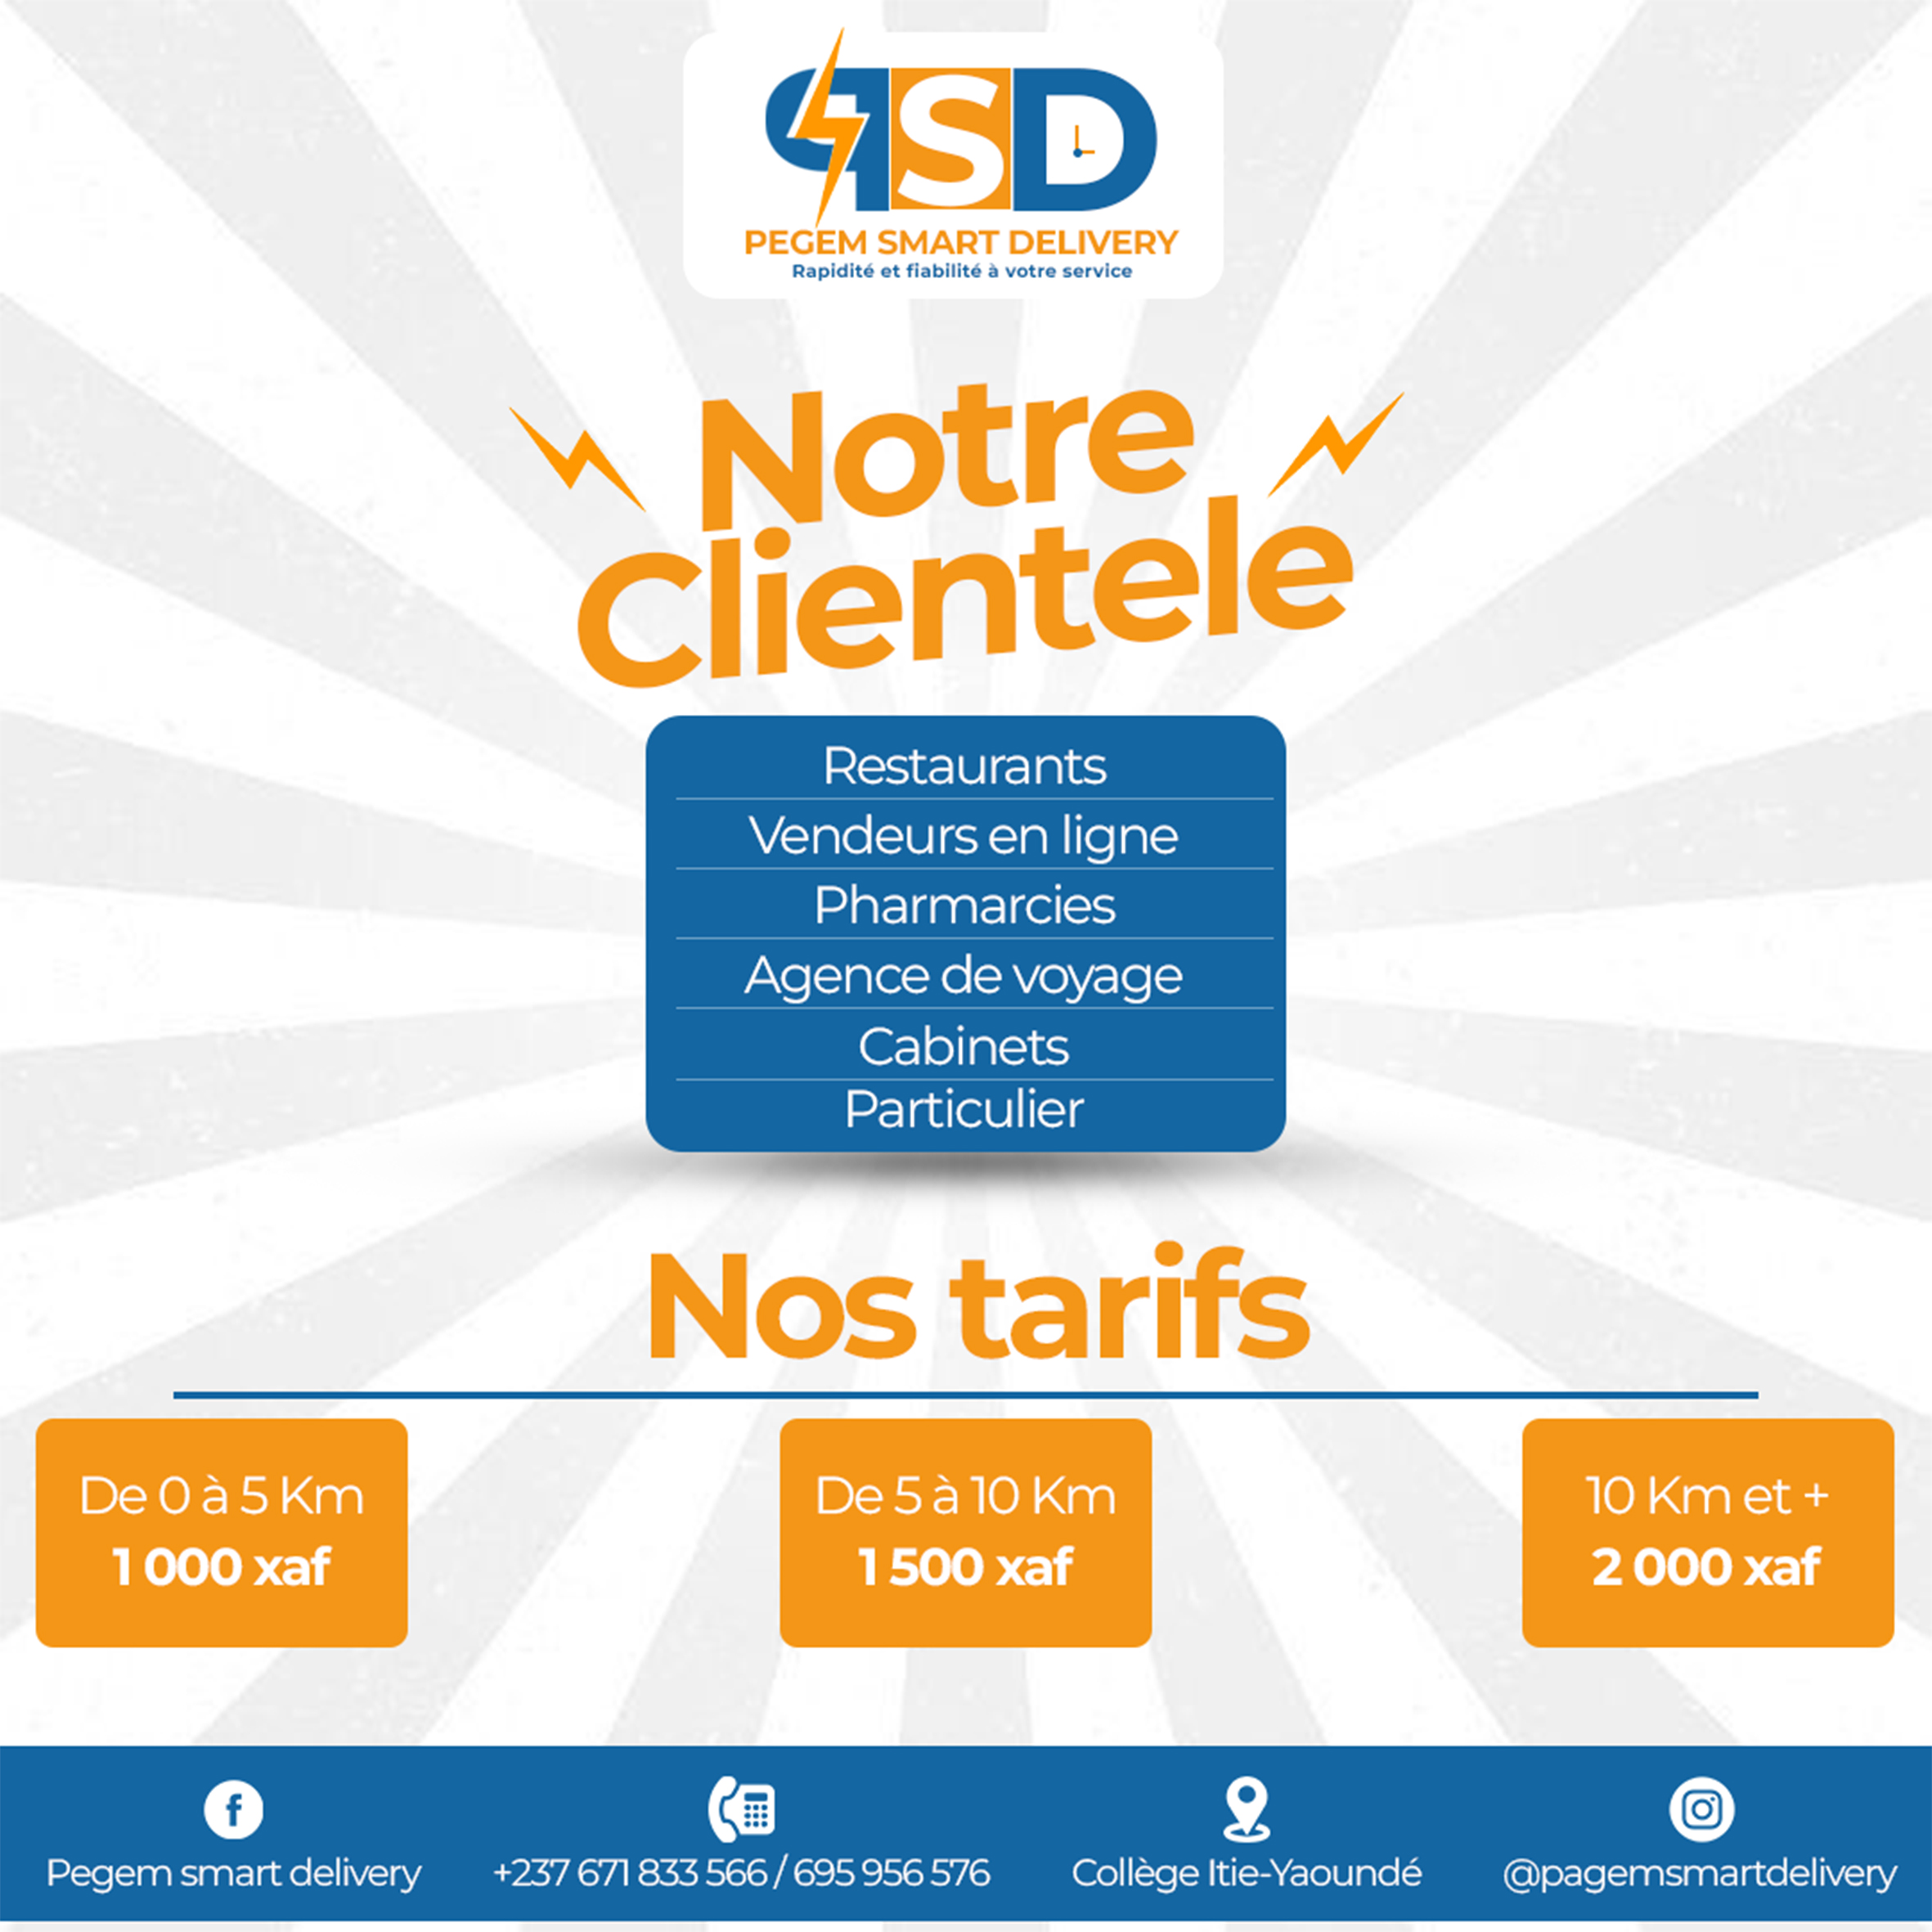 PSD
PEGEM SMART DELIVERY
Rapidité et fiabilité à votre service
Notre
Clientele
Restaurants
Vendeurs en ligne
Pharmarcies
Agence de voyage
Cabinets
Particulier
Nos tarifs
De 0 à 5 Km
1 000 xaf
De 5 à 10 Km
1 500 xaf
10 Km et +
2 000 xaf
Pegem smart delivery
+237 671 833 566 / 695 956 576
Collège Itie-Yaoundé
@pagemsmartdelivery